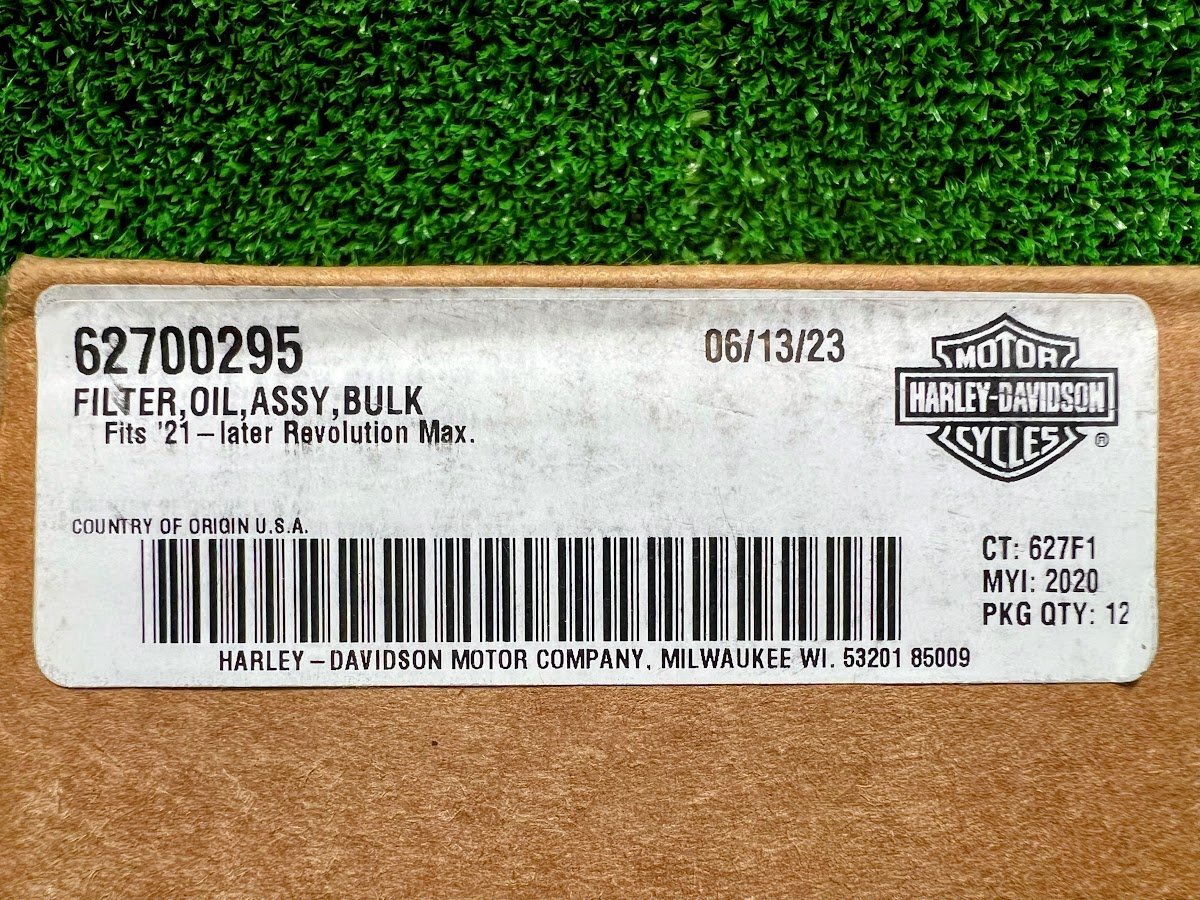 62700295
06/13/23
FILTER,OIL,ASSY,BULK
Fits '21–later Revolution Max.
MOTOR
HARLEY-DAVIDSON
CYCLES
®
COUNTRY OF ORIGIN U.S.A.
CT: 627F1
MYI: 2020
PKG QTY: 12
HARLEY–DAVIDSON MOTOR COMPANY, MILWAUKEE WI. 53201 85009